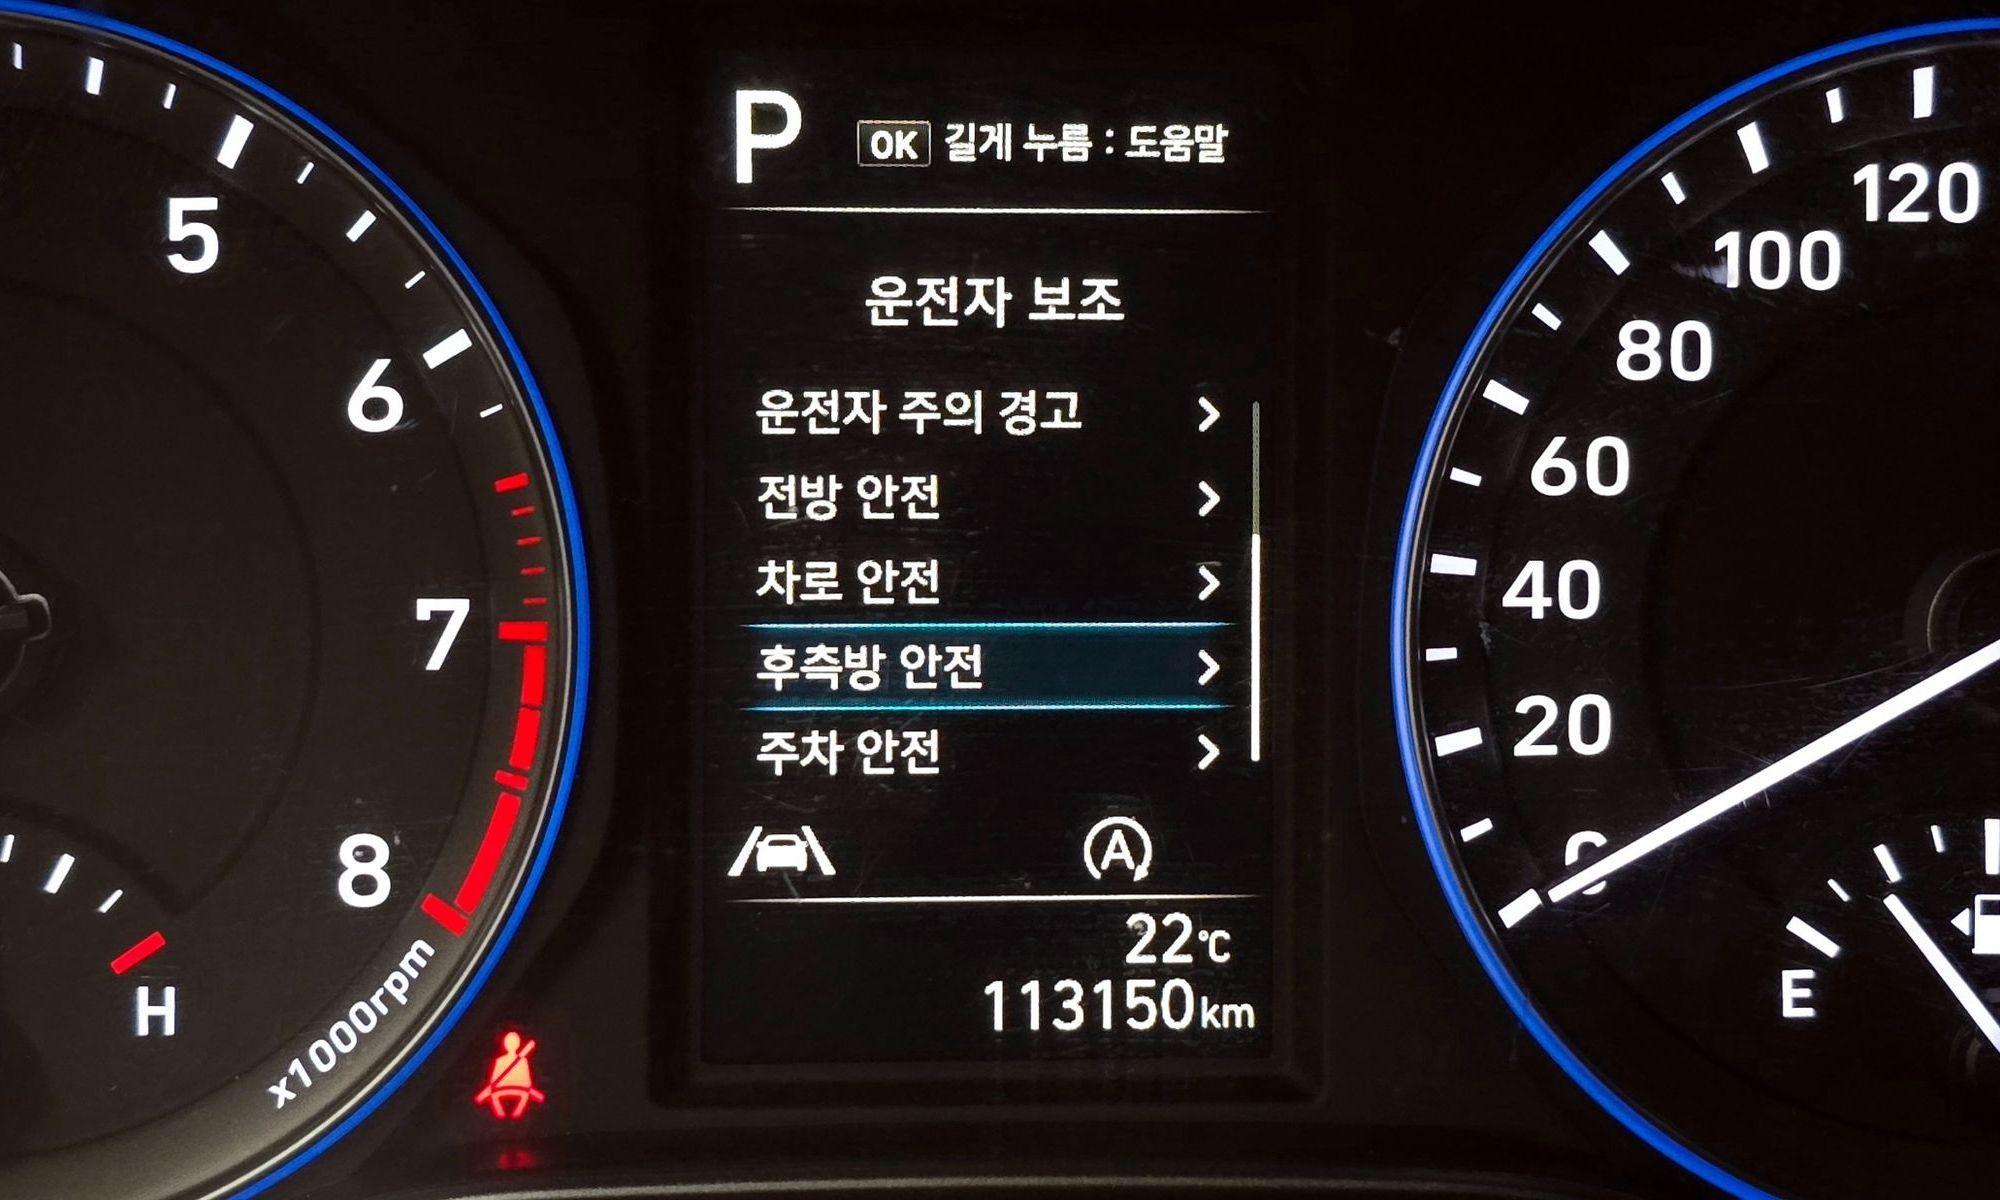 P
OK 길게 누름 : 도움말
운전자 보조
운전자 주의 경고
전방 안전
차로 안전
후측방 안전
주차 안전
A
22°C
113150km
5
6
7
8
x1000rpm
H
120
100
80
60
40
20
0
E